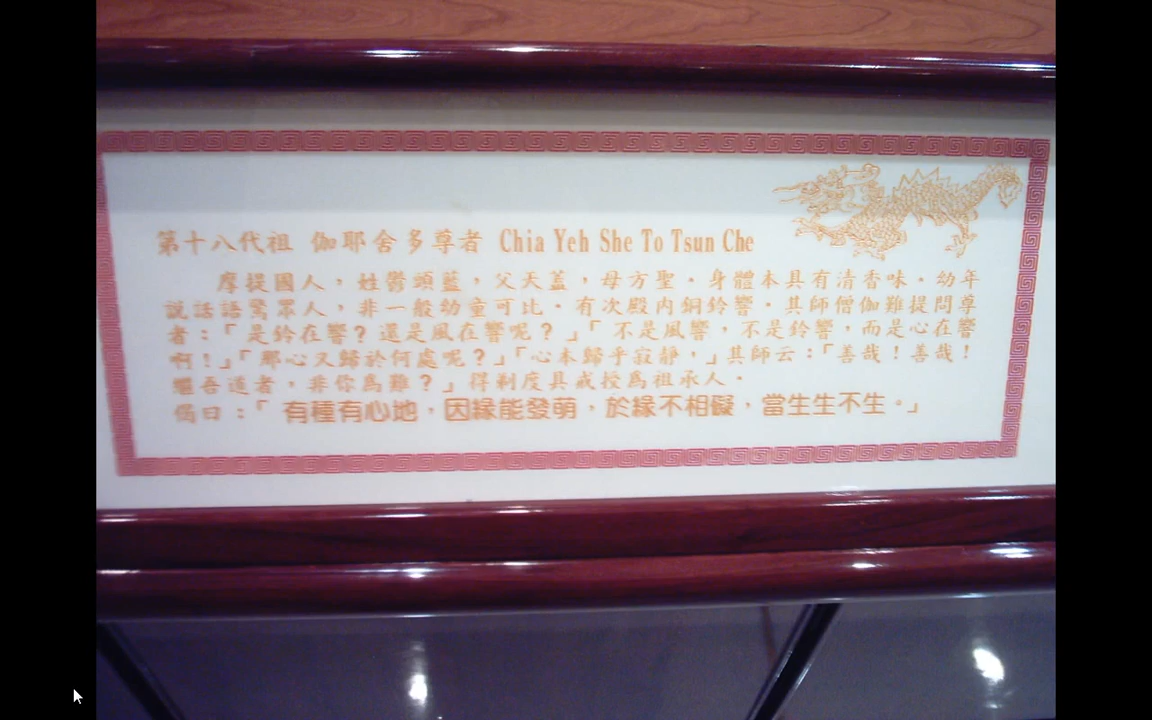 第十八代祖 伽耶舍多尊者 Chia Yeh She To Tsun Che
摩提國人，姓鬱頭藍，父天蓋，母方聖。身體本具有清香味。幼年
說話語驚眾人，非一般幼童可比。有次殿內銅鈴響。其師僧伽難提問尊
者：「是鈴在響？還是風在響呢？」「不是風響，不是鈴響，而是心在響
啊！」「那心又歸於何處呢？」「心本歸乎寂靜，」其師云：「善哉！善哉！
繼吾道者，非你為難？」得剃度具戒授為祖承人。
偈曰：「有種有心地，因緣能發萌，於緣不相礙，當生生不生。」